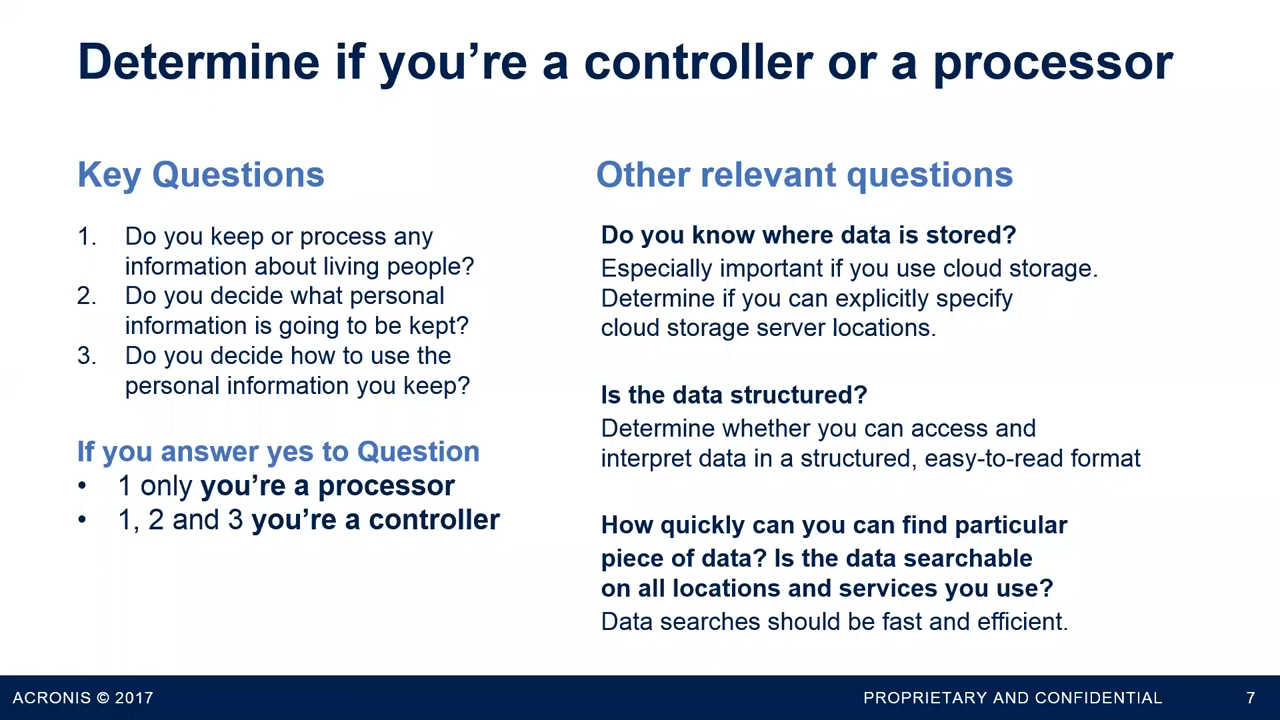 Determine if you're a controller or a processor
Key Questions
1. Do you keep or process any
information about living people?
2. Do you decide what personal
information is going to be kept?
3. Do you decide how to use the
personal information you keep?
If you answer yes to Question
• 1 only you're a processor
• 1, 2 and 3 you're a controller
Other relevant questions
Do you know where data is stored?
Especially important if you use cloud storage.
Determine if you can explicitly specify
cloud storage server locations.
Is the data structured?
Determine whether you can access and
interpret data in a structured, easy-to-read format
How quickly can you can find particular
piece of data? Is the data searchable
on all locations and services you use?
Data searches should be fast and efficient.
ACRONIS © 2017
PROPRIETARY AND CONFIDENTIAL
7